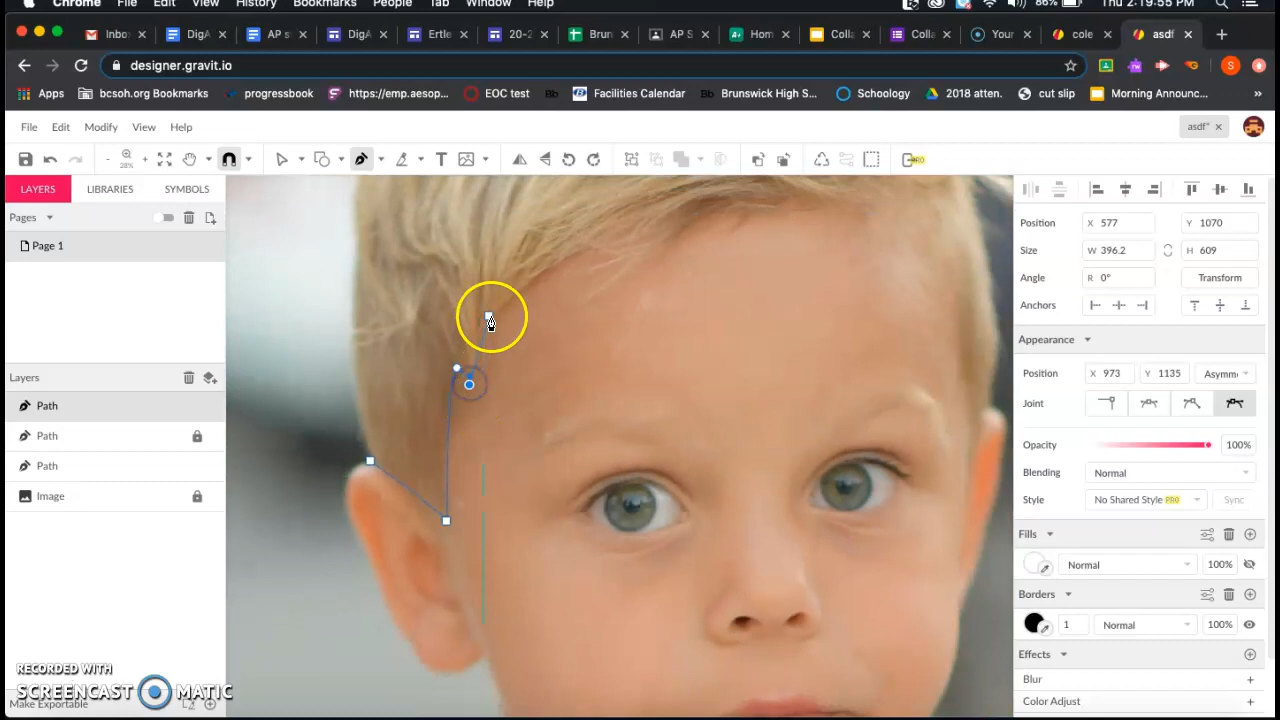 Chrome File Edit View History Bookmarks People Tab Window Help 86% Thu 2:19:55 PM
Inbo DigA AP s DigA Ertle 20-2 Brun AP S Hom Colla Colla Your cole asdf
designer.gravit.io
Apps bcsoh.org Bookmarks progressbook https://emp.aesop... EOC test Bb Facilities Calendar Bb Brunswick High S... Schoology 2018 atten. cut slip Morning Announc... »
File Edit Modify View Help asdf*
28% PRO
LAYERS LIBRARIES SYMBOLS
Pages
Page 1
Layers
Path
Path
Path
Image
Make Exportable
RECORDED WITH
SCREENCAST MATIC
Position X 577 Y 1070
Size W 396.2 H 609
Angle R 0° Transform
Anchors
Appearance
Position X 973 Y 1135 Asymm
Joint
Opacity 100%
Blending Normal
Style No Shared Style PRO Sync
Fills
Normal 100%
Borders
1 Normal 100%
Effects
Blur
Color Adjust